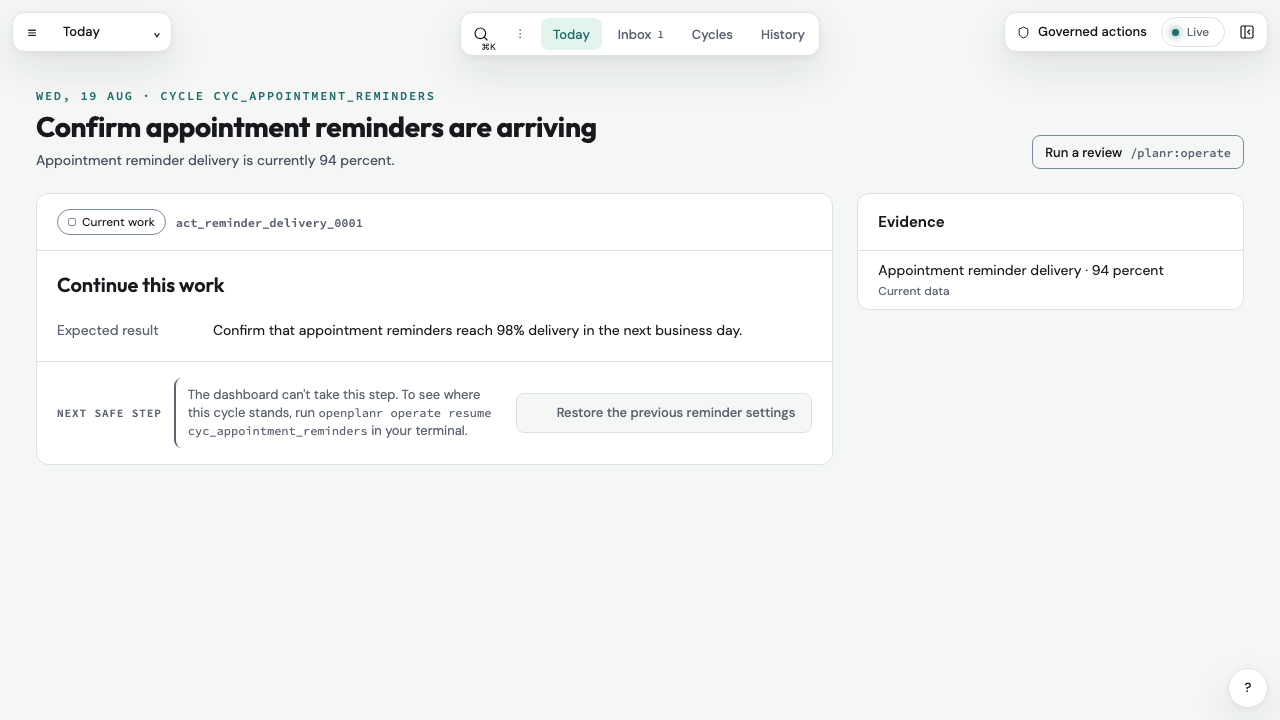 ≡ Today
⌘K
Today
Inbox 1
Cycles
History
Governed actions
Live
WED, 19 AUG · CYCLE CYC_APPOINTMENT_REMINDERS
Confirm appointment reminders are arriving
Appointment reminder delivery is currently 94 percent.
Run a review /planr:operate
Current work act_reminder_delivery_0001
Continue this work
Expected result Confirm that appointment reminders reach 98% delivery in the next business day.
NEXT SAFE STEP
The dashboard can't take this step. To see where
this cycle stands, run openplanr operate resume
cyc_appointment_reminders in your terminal.
Restore the previous reminder settings
Evidence
Appointment reminder delivery · 94 percent
Current data
?